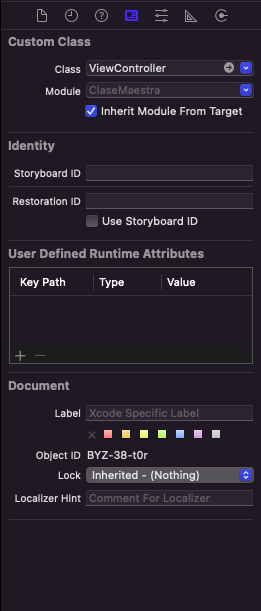 Custom Class
Class ViewController
Module ClaseMaestra
Inherit Module From Target
Identity
Storyboard ID
Restoration ID
Use Storyboard ID
User Defined Runtime Attributes
Key Path Type Value
Document
Label Xcode Specific Label
Object ID BYZ-38-t0r
Lock Inherited - (Nothing)
Localizer Hint Comment For Localizer